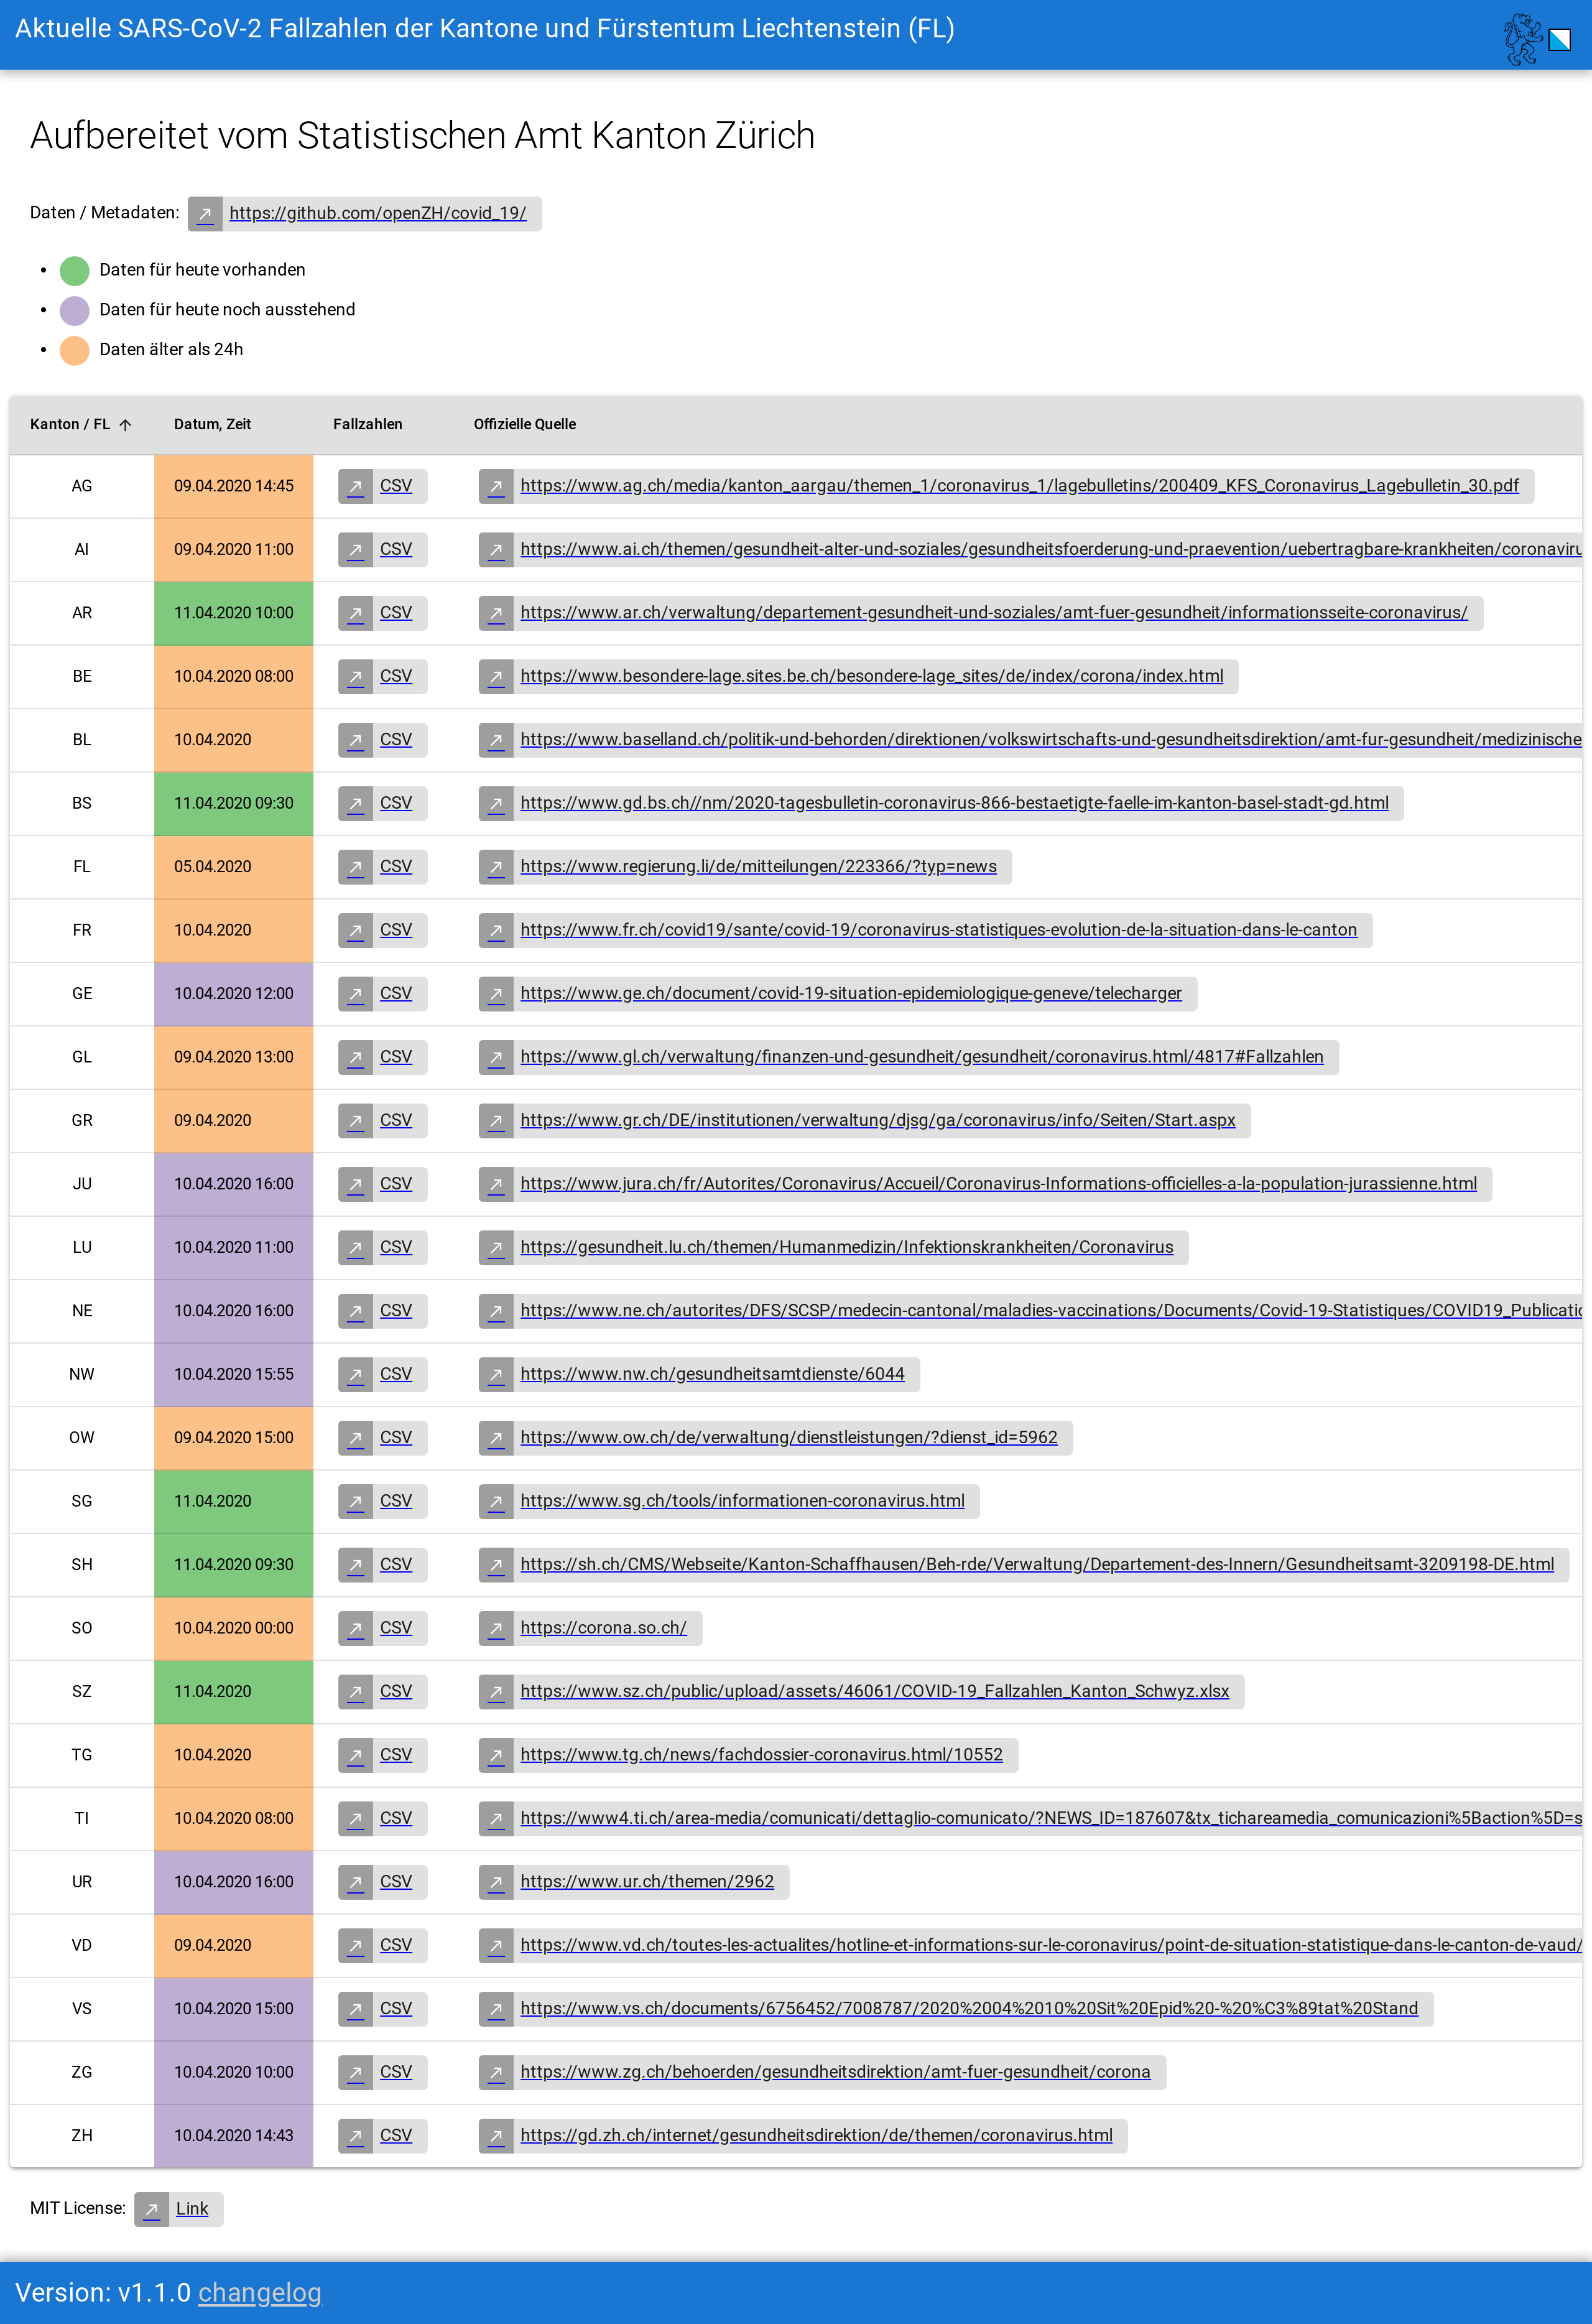 Aktuelle SARS-CoV-2 Fallzahlen der Kantone und Fürstentum Liechtenstein (FL)
Aufbereitet vom Statistischen Amt Kanton Zürich
Daten / Metadaten: https://github.com/openZH/covid_19/
Daten für heute vorhanden
Daten für heute noch ausstehend
Daten älter als 24h
Kanton / FL Datum, Zeit Fallzahlen Offizielle Quelle
AG 09.04.2020 14:45 CSV https://www.ag.ch/media/kanton_aargau/themen_1/coronavirus_1/lagebulletins/200409_KFS_Coronavirus_Lagebulletin_30.pdf
AI 09.04.2020 11:00 CSV https://www.ai.ch/themen/gesundheit-alter-und-soziales/gesundheitsfoerderung-und-praevention/uebertragbare-krankheiten/coronaviru
AR 11.04.2020 10:00 CSV https://www.ar.ch/verwaltung/departement-gesundheit-und-soziales/amt-fuer-gesundheit/informationsseite-coronavirus/
BE 10.04.2020 08:00 CSV https://www.besondere-lage.sites.be.ch/besondere-lage_sites/de/index/corona/index.html
BL 10.04.2020 CSV https://www.baselland.ch/politik-und-behorden/direktionen/volkswirtschafts-und-gesundheitsdirektion/amt-fur-gesundheit/medizinische
BS 11.04.2020 09:30 CSV https://www.gd.bs.ch//nm/2020-tagesbulletin-coronavirus-866-bestaetigte-faelle-im-kanton-basel-stadt-gd.html
FL 05.04.2020 CSV https://www.regierung.li/de/mitteilungen/223366/?typ=news
FR 10.04.2020 CSV https://www.fr.ch/covid19/sante/covid-19/coronavirus-statistiques-evolution-de-la-situation-dans-le-canton
GE 10.04.2020 12:00 CSV https://www.ge.ch/document/covid-19-situation-epidemiologique-geneve/telecharger
GL 09.04.2020 13:00 CSV https://www.gl.ch/verwaltung/finanzen-und-gesundheit/gesundheit/coronavirus.html/4817#Fallzahlen
GR 09.04.2020 CSV https://www.gr.ch/DE/institutionen/verwaltung/djsg/ga/coronavirus/info/Seiten/Start.aspx
JU 10.04.2020 16:00 CSV https://www.jura.ch/fr/Autorites/Coronavirus/Accueil/Coronavirus-Informations-officielles-a-la-population-jurassienne.html
LU 10.04.2020 11:00 CSV https://gesundheit.lu.ch/themen/Humanmedizin/Infektionskrankheiten/Coronavirus
NE 10.04.2020 16:00 CSV https://www.ne.ch/autorites/DFS/SCSP/medecin-cantonal/maladies-vaccinations/Documents/Covid-19-Statistiques/COVID19_Publicatio
NW 10.04.2020 15:55 CSV https://www.nw.ch/gesundheitsamtdienste/6044
OW 09.04.2020 15:00 CSV https://www.ow.ch/de/verwaltung/dienstleistungen/?dienst_id=5962
SG 11.04.2020 CSV https://www.sg.ch/tools/informationen-coronavirus.html
SH 11.04.2020 09:30 CSV https://sh.ch/CMS/Webseite/Kanton-Schaffhausen/Beh-rde/Verwaltung/Departement-des-Innern/Gesundheitsamt-3209198-DE.html
SO 10.04.2020 00:00 CSV https://corona.so.ch/
SZ 11.04.2020 CSV https://www.sz.ch/public/upload/assets/46061/COVID-19_Fallzahlen_Kanton_Schwyz.xlsx
TG 10.04.2020 CSV https://www.tg.ch/news/fachdossier-coronavirus.html/10552
TI 10.04.2020 08:00 CSV https://www4.ti.ch/area-media/comunicati/dettaglio-comunicato/?NEWS_ID=187607&tx_tichareamedia_comunicazioni%5Baction%5D=s
UR 10.04.2020 16:00 CSV https://www.ur.ch/themen/2962
VD 09.04.2020 CSV https://www.vd.ch/toutes-les-actualites/hotline-et-informations-sur-le-coronavirus/point-de-situation-statistique-dans-le-canton-de-vaud/
VS 10.04.2020 15:00 CSV https://www.vs.ch/documents/6756452/7008787/2020%2004%2010%20Sit%20Epid%20-%20%C3%89tat%20Stand
ZG 10.04.2020 10:00 CSV https://www.zg.ch/behoerden/gesundheitsdirektion/amt-fuer-gesundheit/corona
ZH 10.04.2020 14:43 CSV https://gd.zh.ch/internet/gesundheitsdirektion/de/themen/coronavirus.html
MIT License: Link
Version: v1.1.0 changelog